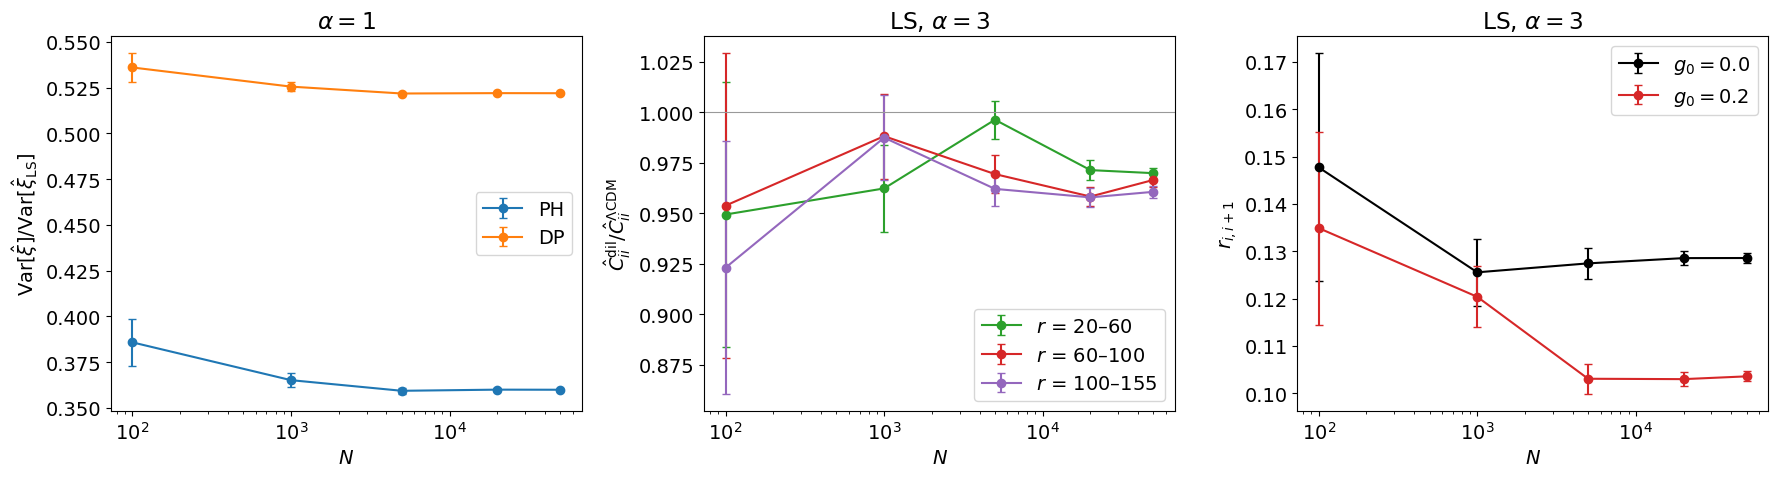 α = 1
0.550
0.525
0.500
0.475
0.450
0.425
0.400
0.375
0.350
Var[ξ̂]/Var[ξ̂_LS]
PH
DP
10² 10³ 10⁴
N
LS, α = 3
1.025
1.000
0.975
0.950
0.925
0.900
0.875
Ĉ_ii^dil/Ĉ_ii^ΛCDM
r = 20–60
r = 60–100
r = 100–155
10² 10³ 10⁴
N
LS, α = 3
0.17
0.16
0.15
0.14
0.13
0.12
0.11
0.10
r_{i, i+1}
g₀ = 0.0
g₀ = 0.2
10² 10³ 10⁴
N